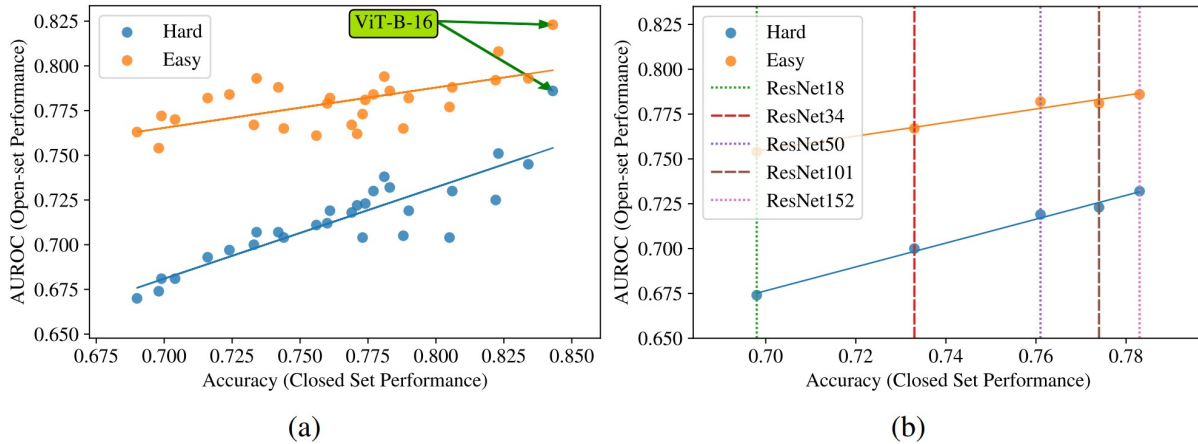 AUROC (Open-set Performance)
0.825
0.800
0.775
0.750
0.725
0.700
0.675
0.650
Hard
Easy
ViT-B-16
0.675 0.700 0.725 0.750 0.775 0.800 0.825 0.850
Accuracy (Closed Set Performance)
(a)
AUROC (Open-set Performance)
0.825
0.800
0.775
0.750
0.725
0.700
0.675
0.650
Hard
Easy
ResNet18
ResNet34
ResNet50
ResNet101
ResNet152
0.70 0.72 0.74 0.76 0.78
Accuracy (Closed Set Performance)
(b)